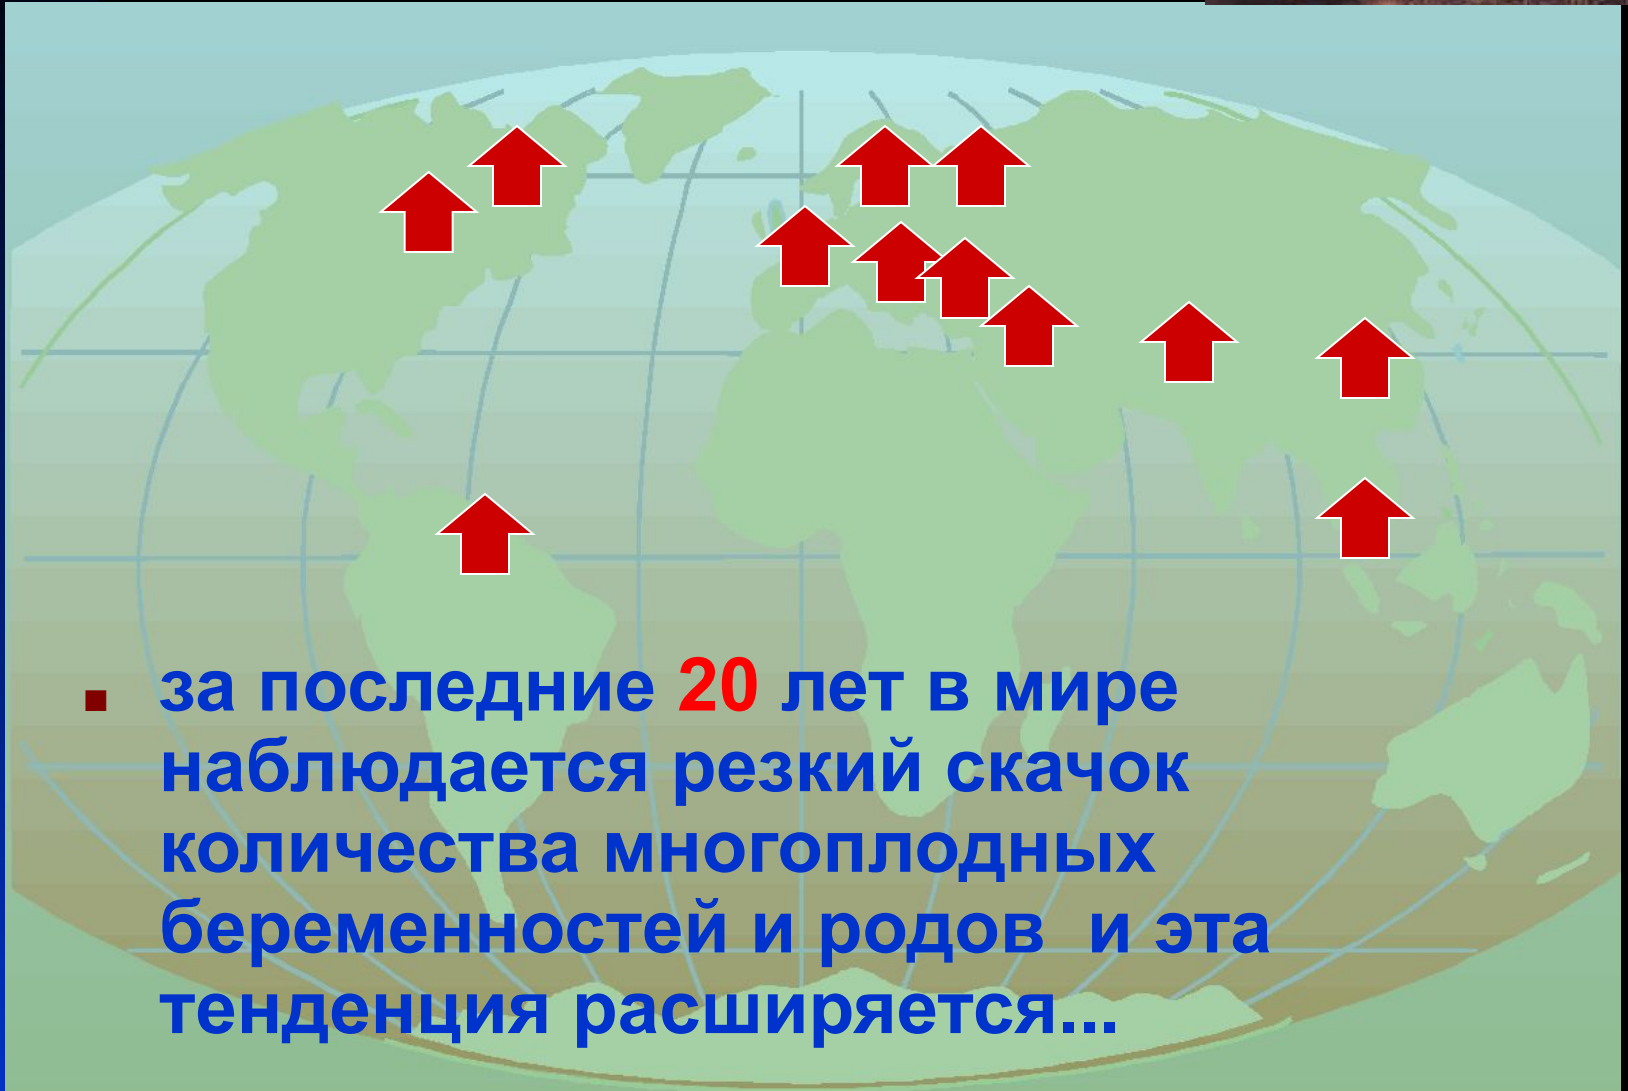 за последние 20 лет в мире
наблюдается резкий скачок
количества многоплодных
беременностей и родов и эта
тенденция расширяется...